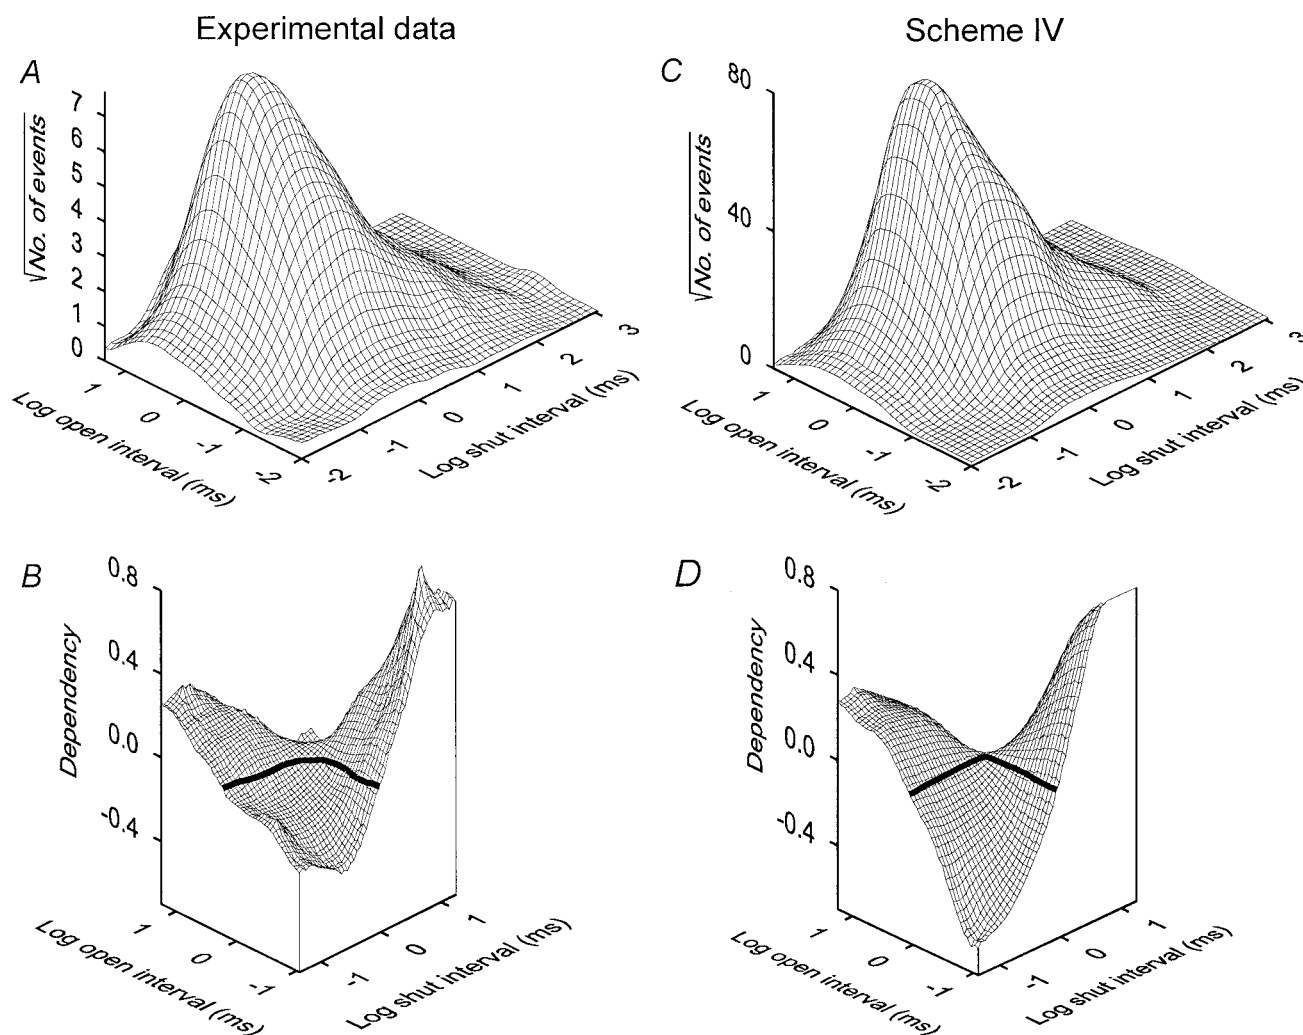 Experimental data
Scheme IV
A
7
6
5
4
3
2
1
0
√No. of events
1
0
-1
-2
Log open interval (ms)
-2
-1
0
1
2
3
Log shut interval (ms)
C
80
40
0
√No. of events
1
0
-1
-2
Log open interval (ms)
-2
-1
0
1
2
3
Log shut interval (ms)
B
0.8
0.4
0.0
-0.4
Dependency
1
0
-1
Log open interval (ms)
-1
0
1
Log shut interval (ms)
D
0.8
0.4
0.0
-0.4
Dependency
1
0
-1
Log open interval (ms)
-1
0
1
Log shut interval (ms)